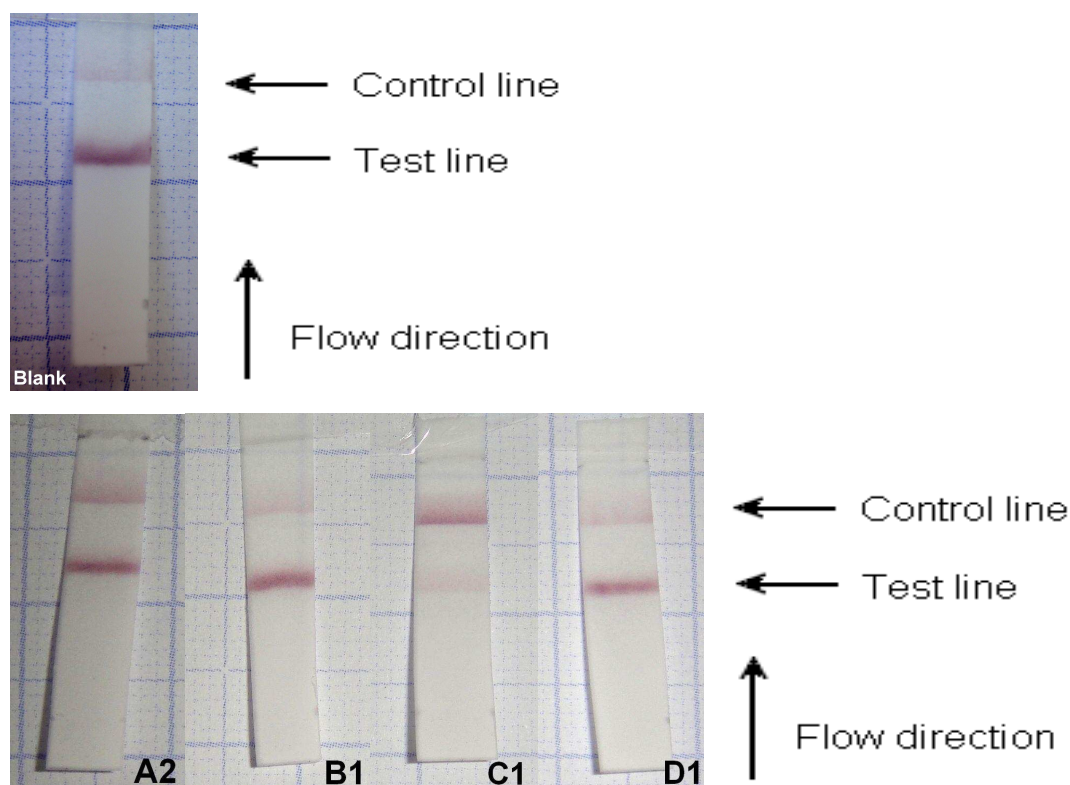 Control line
Test line
Flow direction
Blank
Control line
Test line
Flow direction
A2
B1
C1
D1